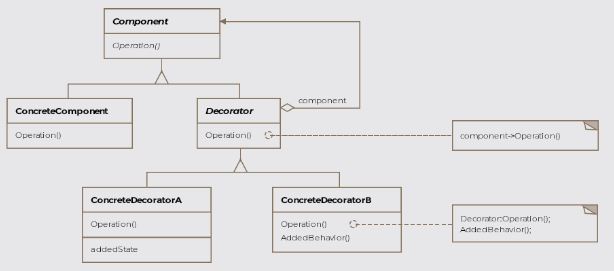 Component
Operation()
component
ConcreteComponent
Operation()
Decorator
Operation()
component->Operation()
ConcreteDecoratorA
Operation()
addedState
ConcreteDecoratorB
Operation()
AddedBehavior()
Decorator:Operation();
AddedBehavior();